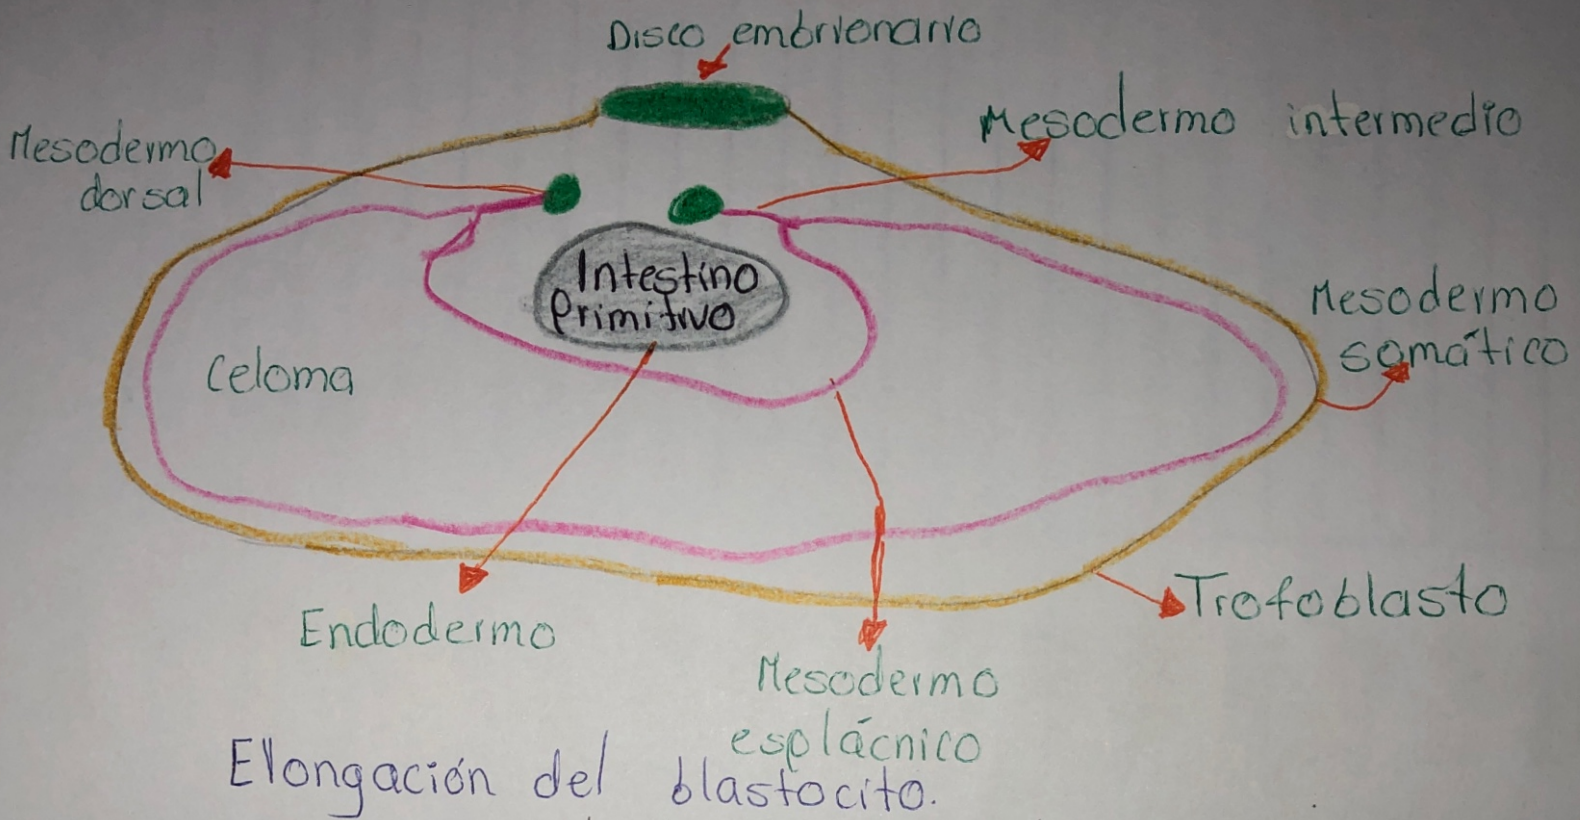 Disco embrionario
Mesodermo intermedio
Mesodermo
dorsal
Intestino
Primitivo
Mesodermo
somático
Celoma
Trofoblasto
Endodermo
Mesodermo
esplácnico
Elongación del blastocito.